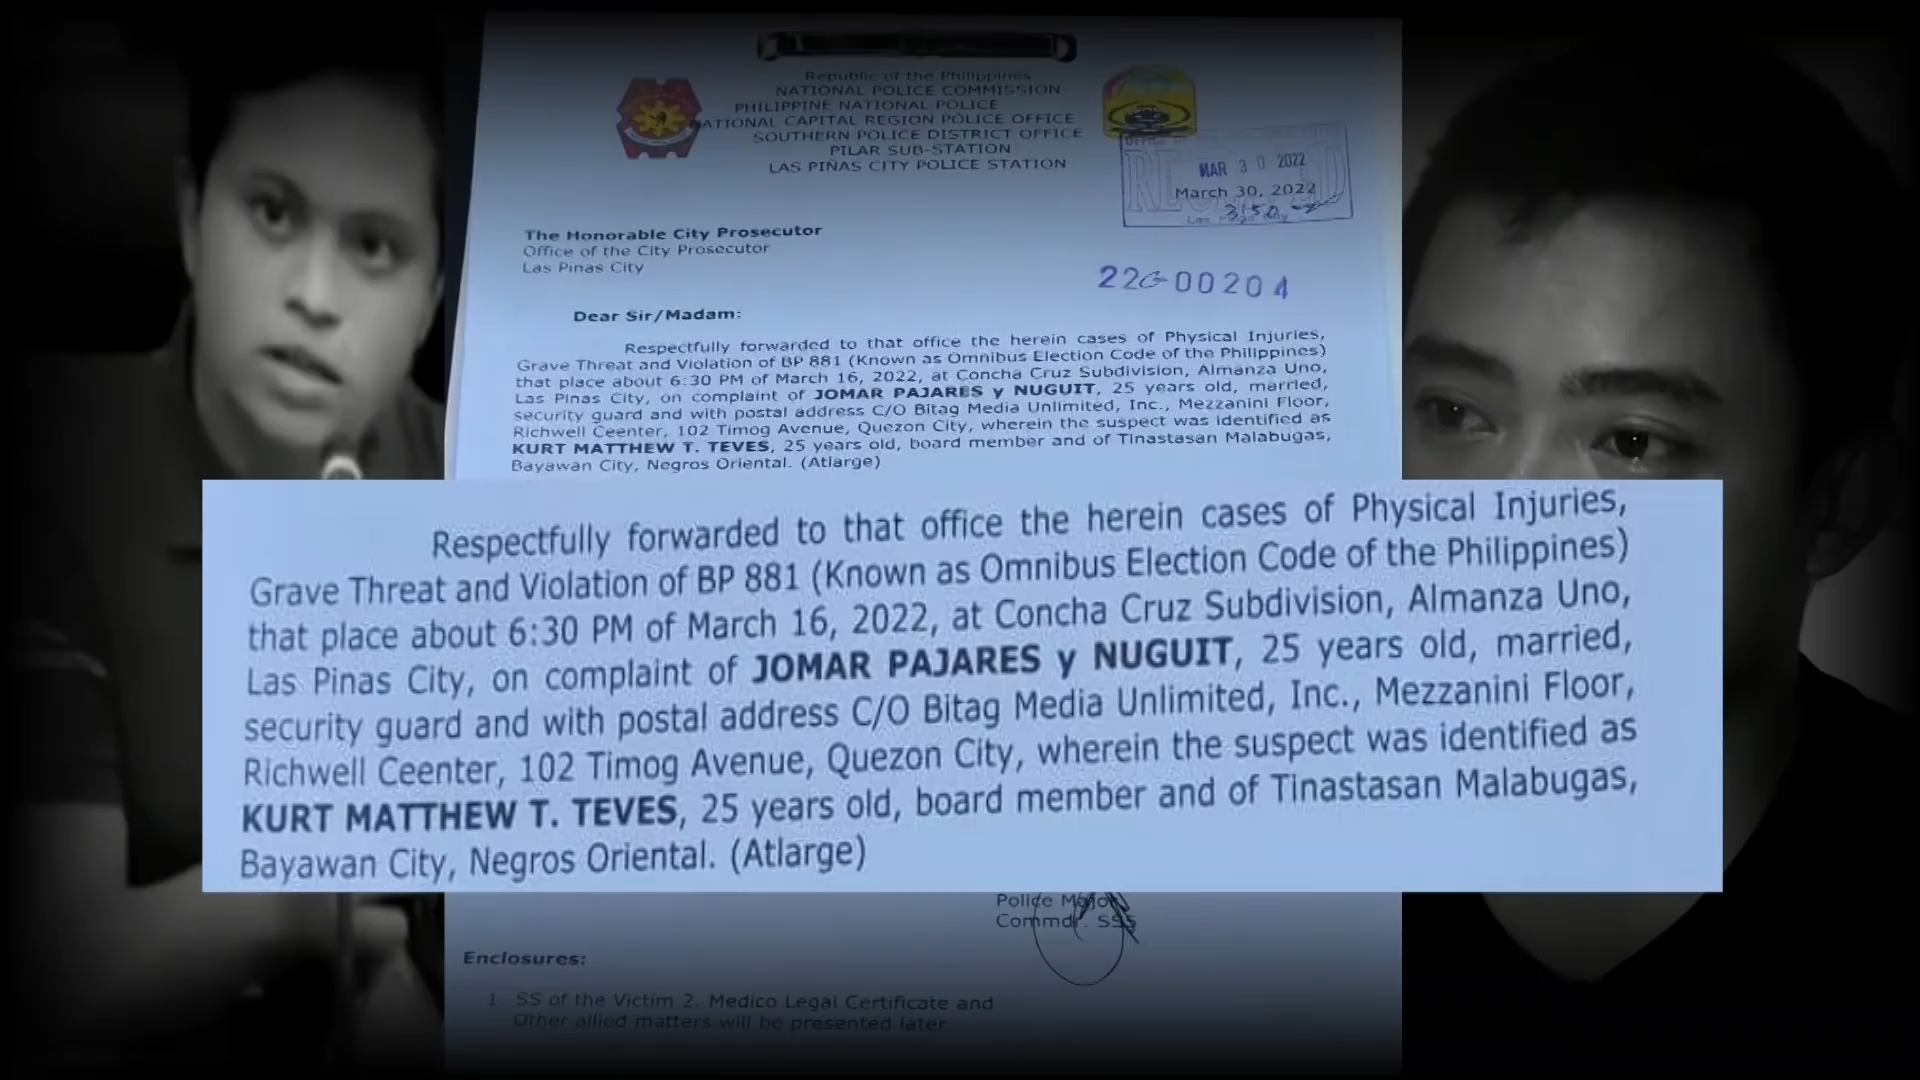 Republic of the Philippines
NATIONAL POLICE COMMISSION
PHILIPPINE NATIONAL POLICE
NATIONAL CAPITAL REGION POLICE OFFICE
SOUTHERN POLICE DISTRICT OFFICE
PILAR SUB-STATION
LAS PIÑAS CITY POLICE STATION
MAR 30 2022
March 30, 2022
The Honorable City Prosecutor
Office of the City Prosecutor
Las Pinas City
00204
Dear Sir/Madam:
Respectfully forwarded to that office the herein cases of Physical Injuries,
Grave Threat and Violation of BP 881 (Known as Omnibus Election Code of the Philippines)
that place about 6:30 PM of March 16, 2022, at Concha Cruz Subdivision, Almanza Uno,
Las Pinas City, on complaint of JOMAR PAJARES y NUGUIT, 25 years old, married,
security guard and with postal address C/O Bitag Media Unlimited, Inc., Mezzanini Floor,
Richwell Ceenter, 102 Timog Avenue, Quezon City, wherein the suspect was identified as
KURT MATTHEW T. TEVES, 25 years old, board member and of Tinastasan Malabugas,
Bayawan City, Negros Oriental. (Atlarge)
Respectfully forwarded to that office the herein cases of Physical Injuries,
Grave Threat and Violation of BP 881 (Known as Omnibus Election Code of the Philippines)
that place about 6:30 PM of March 16, 2022, at Concha Cruz Subdivision, Almanza Uno,
Las Pinas City, on complaint of JOMAR PAJARES y NUGUIT, 25 years old, married,
security guard and with postal address C/O Bitag Media Unlimited, Inc., Mezzanini Floor,
Richwell Ceenter, 102 Timog Avenue, Quezon City, wherein the suspect was identified as
KURT MATTHEW T. TEVES, 25 years old, board member and of Tinastasan Malabugas,
Bayawan City, Negros Oriental. (Atlarge)
Police Major
Commdr. SSS
Enclosures:
1. SS of the Victim 2. Medico Legal Certificate and
Other allied matters will be presented later